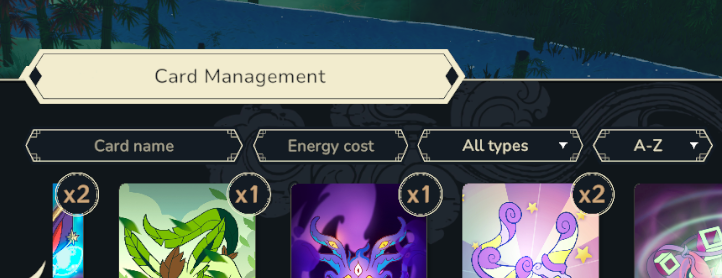 Card Management
Card name
Energy cost
All types
A-Z
x2
x1
x1
x2